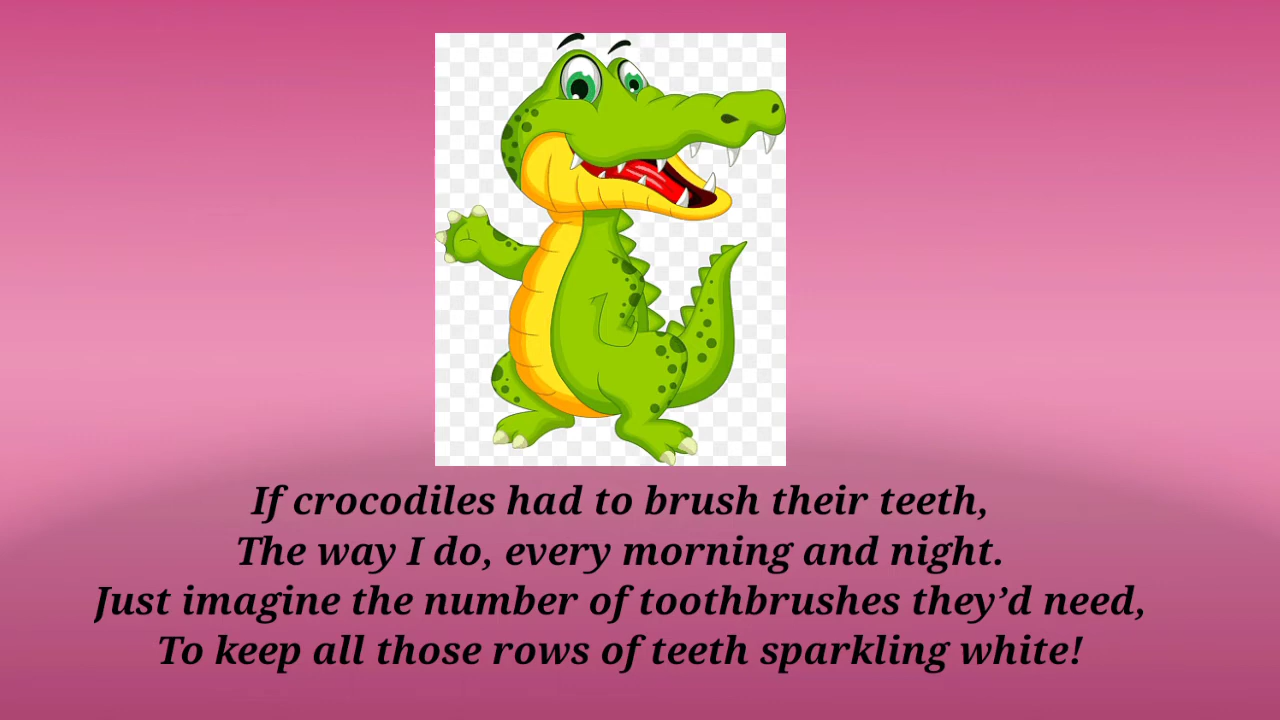 If crocodiles had to brush their teeth,
The way I do, every morning and night.
Just imagine the number of toothbrushes they’d need,
To keep all those rows of teeth sparkling white!